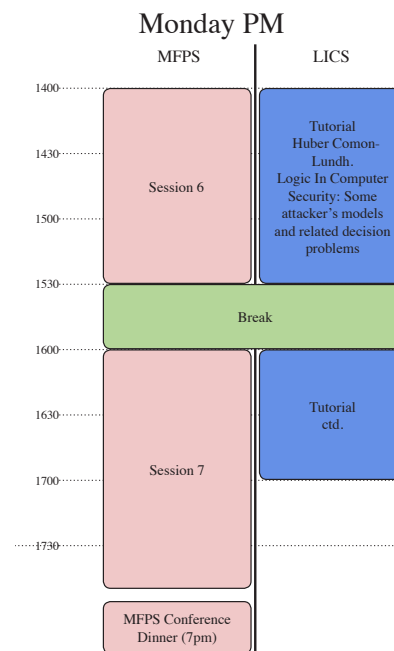 Monday PM
MFPS
LICS
1400
1430
1500
1530
1600
1630
1700
1730
Session 6
Tutorial
Huber Comon-
Lundh.
Logic In Computer
Security: Some
attacker's models
and related decision
problems
Break
Session 7
Tutorial
ctd.
MFPS Conference
Dinner (7pm)